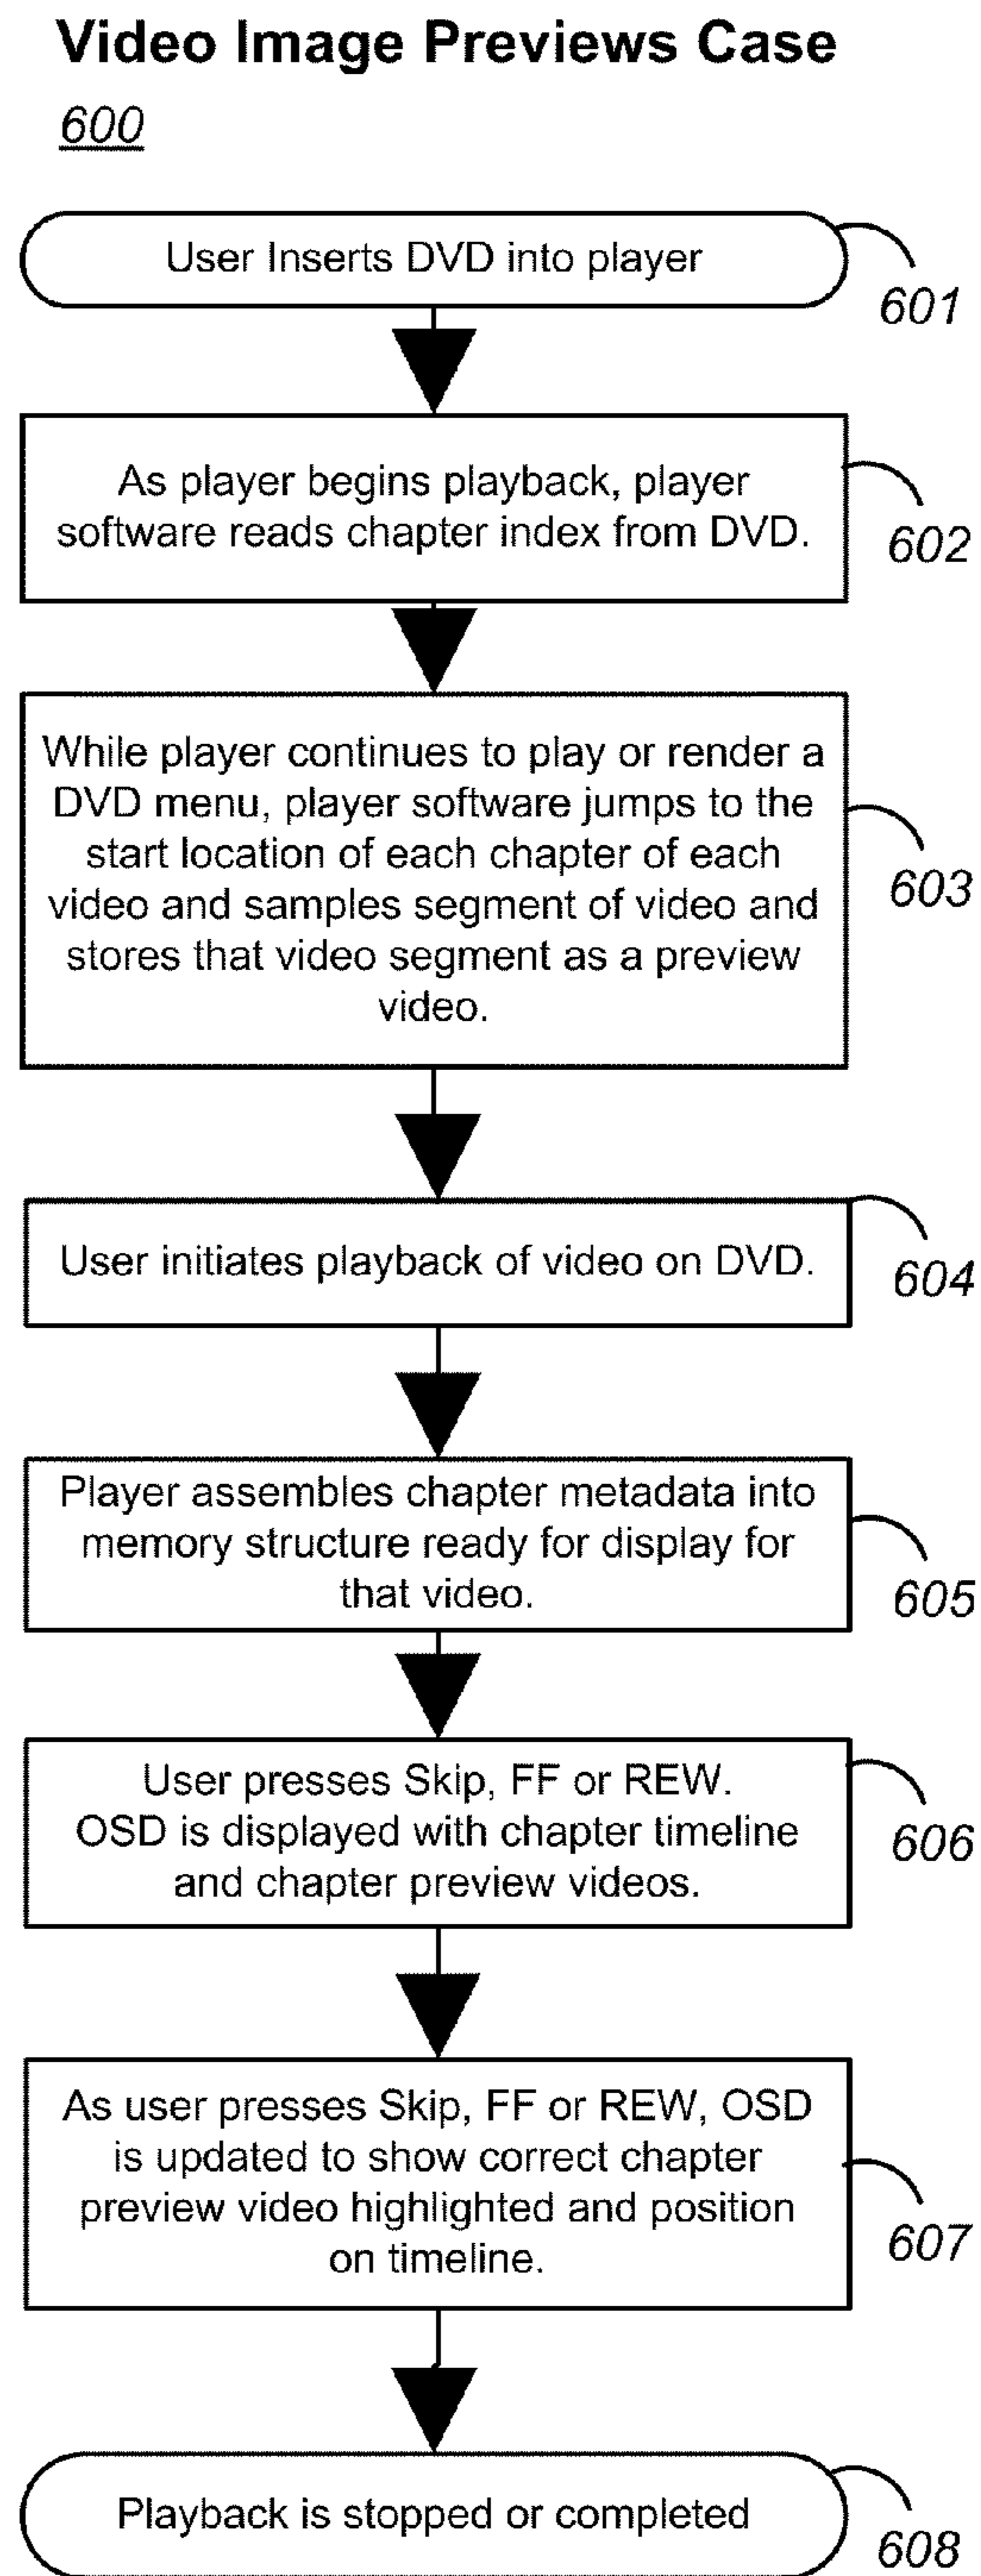 Video Image Previews Case
600
User Inserts DVD into player
601
As player begins playback, player
software reads chapter index from DVD.
602
While player continues to play or render a
DVD menu, player software jumps to the
start location of each chapter of each
video and samples segment of video and
stores that video segment as a preview
video.
603
User initiates playback of video on DVD.
604
Player assembles chapter metadata into
memory structure ready for display for
that video.
605
User presses Skip, FF or REW.
OSD is displayed with chapter timeline
and chapter preview videos.
606
As user presses Skip, FF or REW, OSD
is updated to show correct chapter
preview video highlighted and position
on timeline.
607
Playback is stopped or completed
608